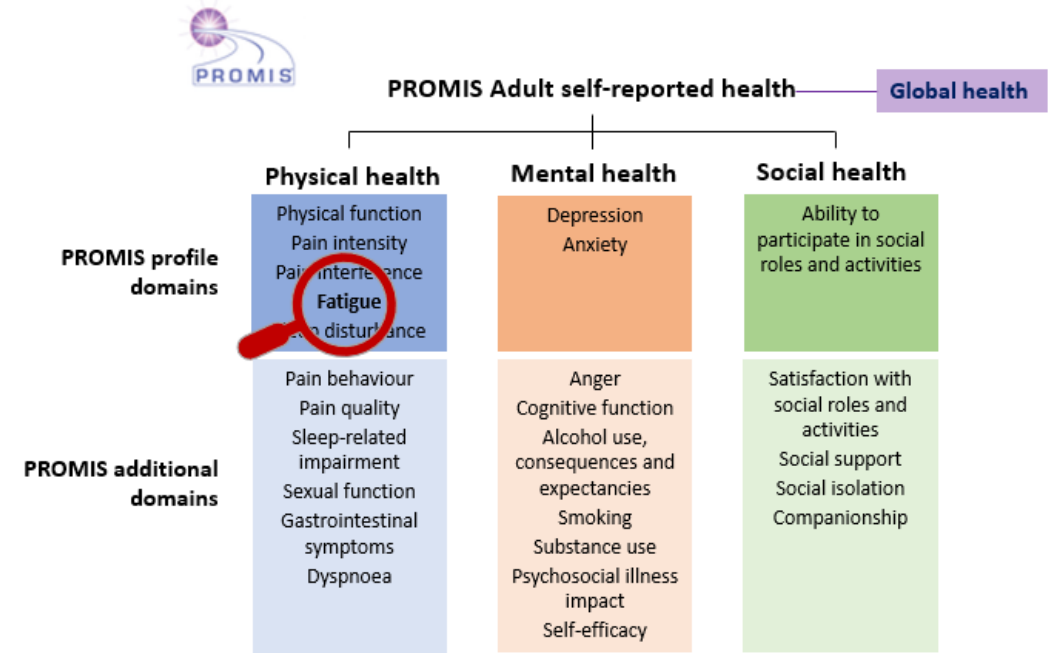 PROMIS
PROMIS Adult self-reported health
Global health
Physical health
Mental health
Social health
PROMIS profile
domains
Physical function
Pain intensity
Pain interference
Fatigue
disturbance
Depression
Anxiety
Ability to
participate in social
roles and activities
PROMIS additional
domains
Pain behaviour
Pain quality
Sleep-related
impairment
Sexual function
Gastrointestinal
symptoms
Dyspnoea
Anger
Cognitive function
Alcohol use,
consequences and
expectancies
Smoking
Substance use
Psychosocial illness
impact
Self-efficacy
Satisfaction with
social roles and
activities
Social support
Social isolation
Companionship